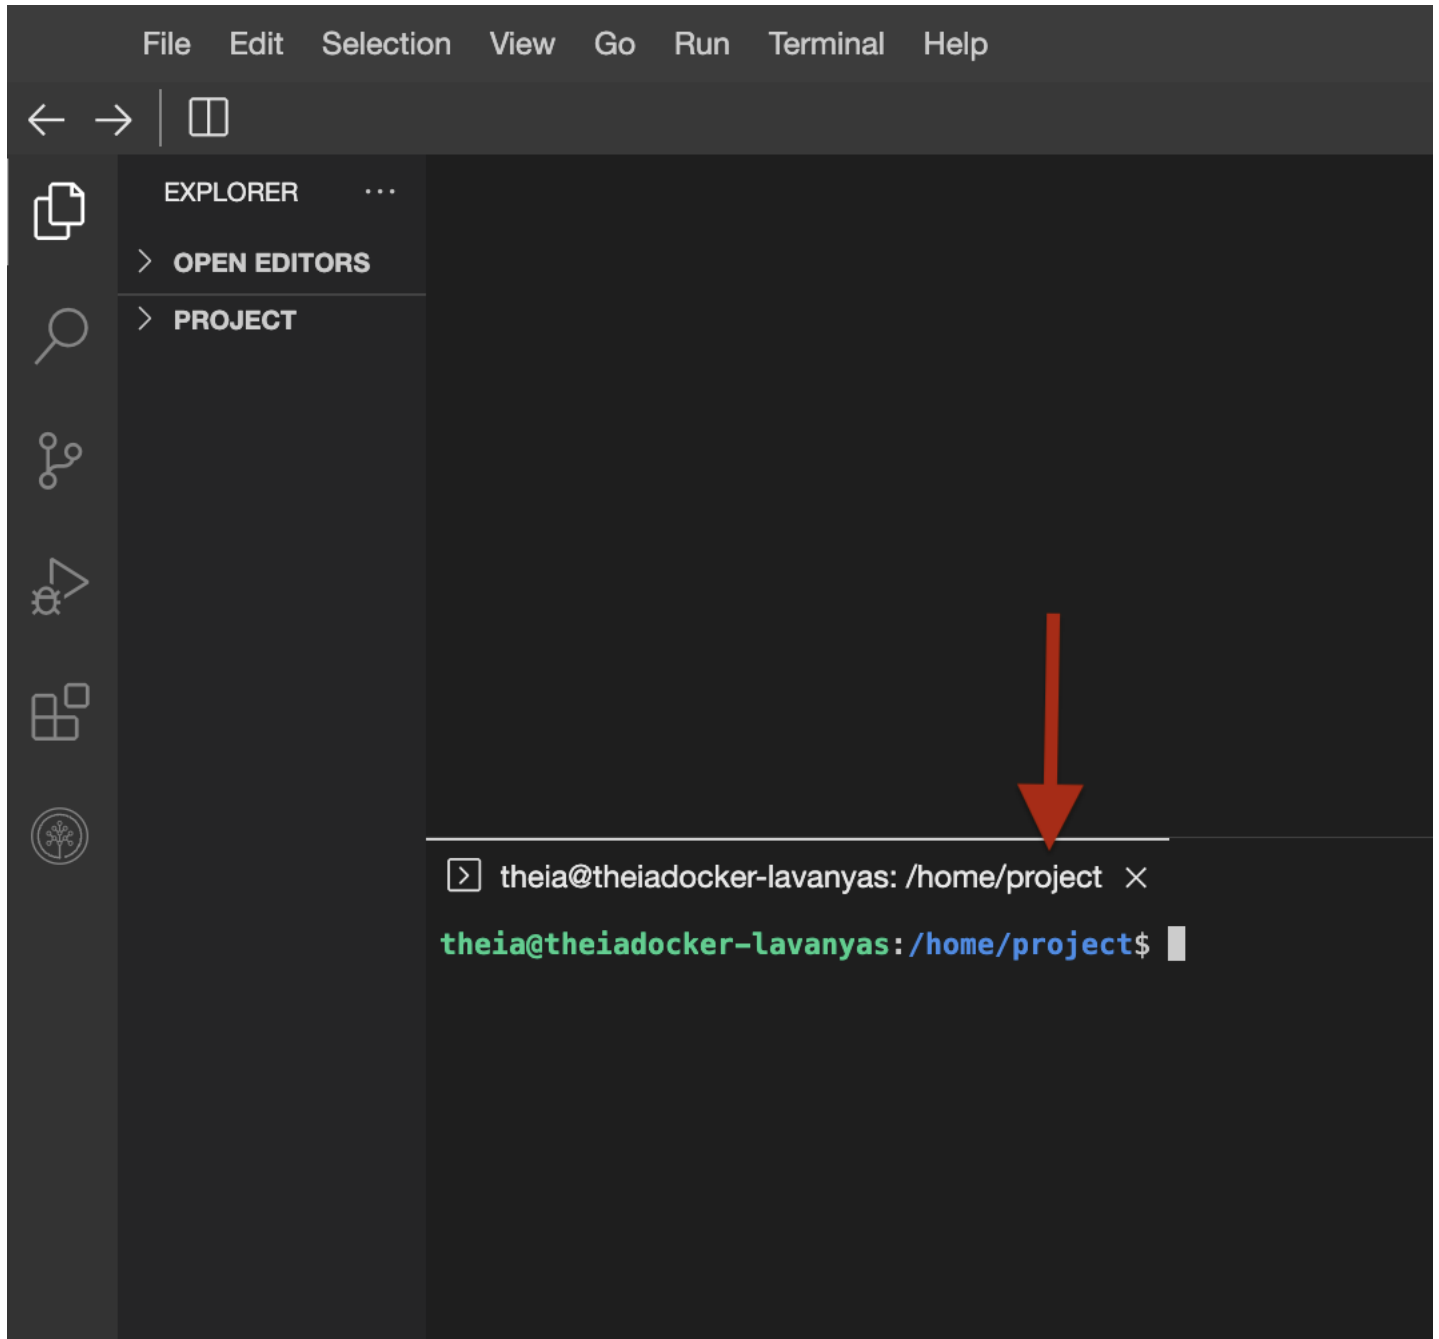 File Edit Selection View Go Run Terminal Help
EXPLORER ...
OPEN EDITORS
PROJECT
theia@theiadocker-lavanyas: /home/project
theia@theiadocker-lavanyas:/home/project$